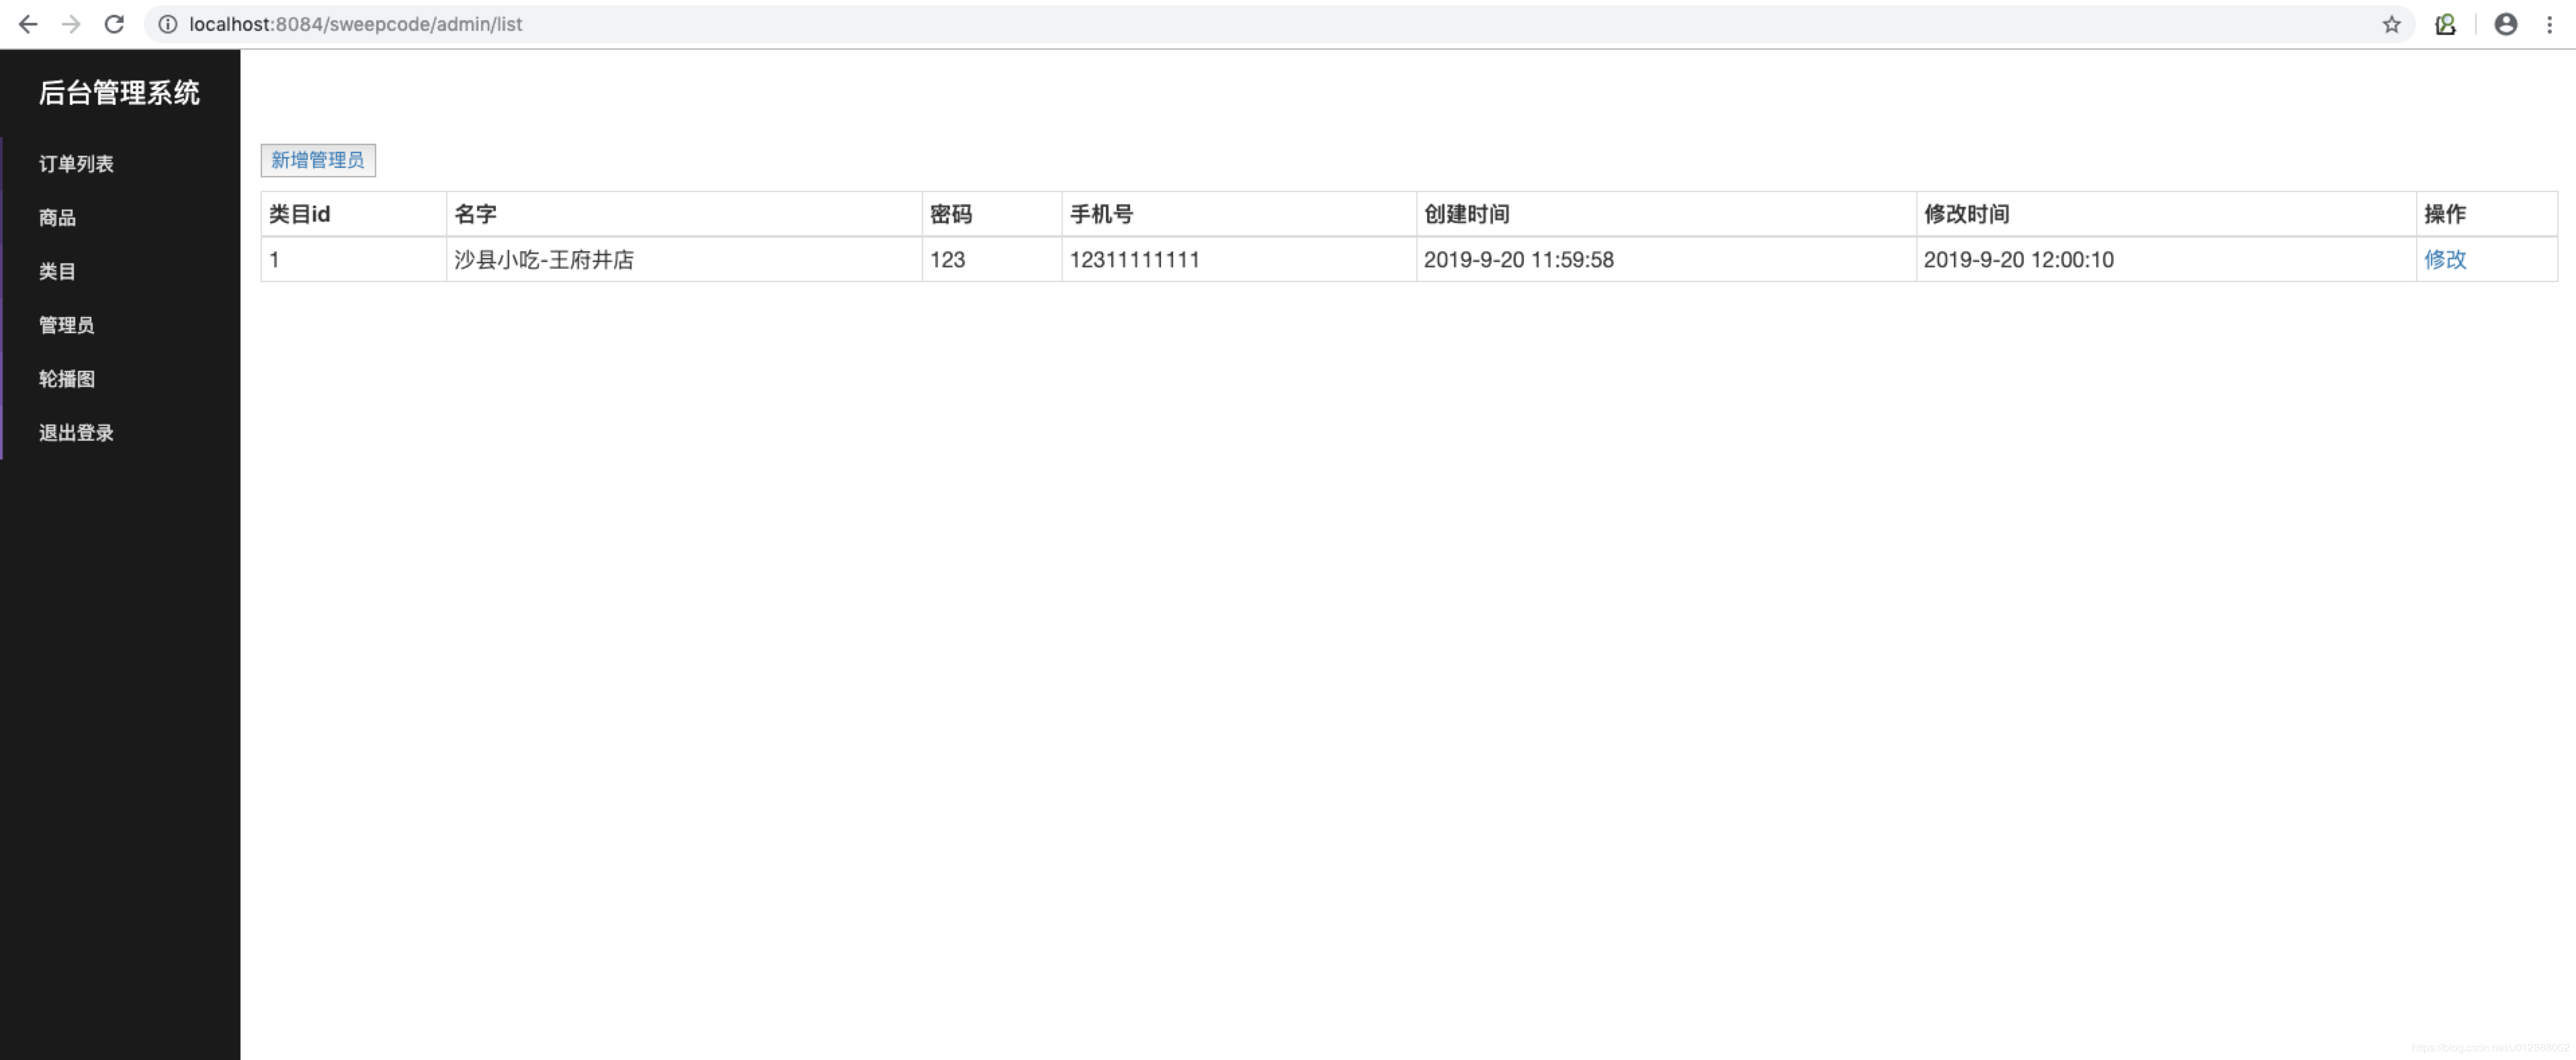 localhost:8084/sweepcode/admin/list
后台管理系统
订单列表
商品
类目
管理员
轮播图
退出登录
新增管理员
类目id 名字 密码 手机号 创建时间 修改时间 操作
1 沙县小吃-王府井店 123 12311111111 2019-9-20 11:59:58 2019-9-20 12:00:10 修改